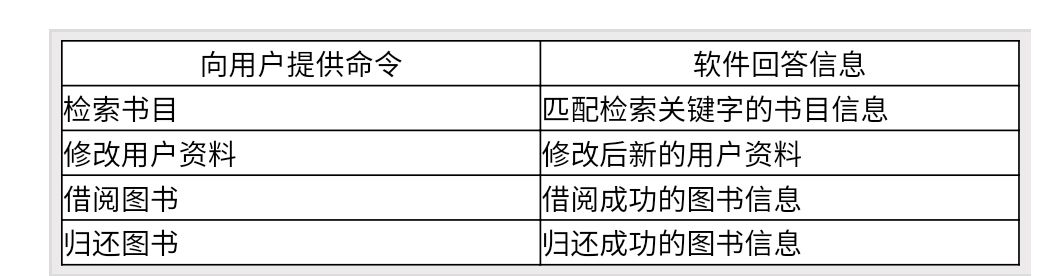 向用户提供命令 软件回答信息
检索书目 匹配检索关键字的书目信息
修改用户资料 修改后新的用户资料
借阅图书 借阅成功的图书信息
归还图书 归还成功的图书信息